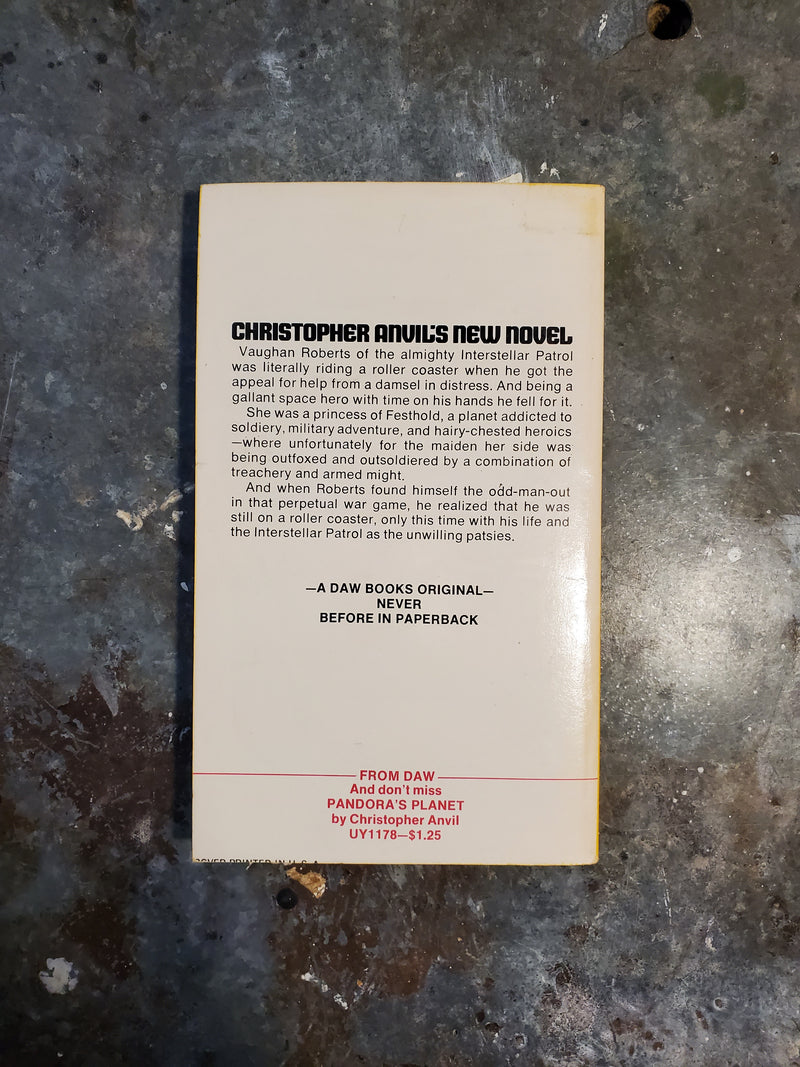 CHRISTOPHER ANVIL'S NEW NOVEL
Vaughan Roberts of the almighty Interstellar Patrol
was literally riding a roller coaster when he got the
appeal for help from a damsel in distress. And being a
gallant space hero with time on his hands he fell for it.
She was a princess of Festhold, a planet addicted to
soldiery, military adventure, and hairy-chested heroics
—where unfortunately for the maiden her side was
being outfoxed and outsoldiered by a combination of
treachery and armed might.
And when Roberts found himself the odd-man-out
in that perpetual war game, he realized that he was
still on a roller coaster, only this time with his life and
the Interstellar Patrol as the unwilling patsies.
—A DAW BOOKS ORIGINAL—
NEVER
BEFORE IN PAPERBACK
FROM DAW
And don't miss
PANDORA'S PLANET
by Christopher Anvil
UY1178—$1.25
COVER PRINTED IN U.S.A.